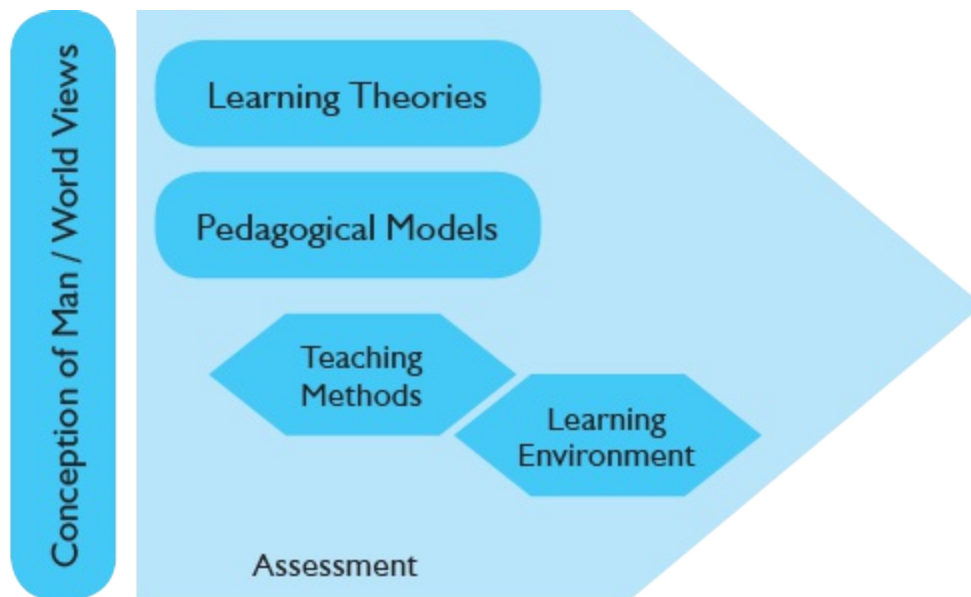 Conception of Man / World Views
Learning Theories
Pedagogical Models
Teaching
Methods
Learning
Environment
Assessment